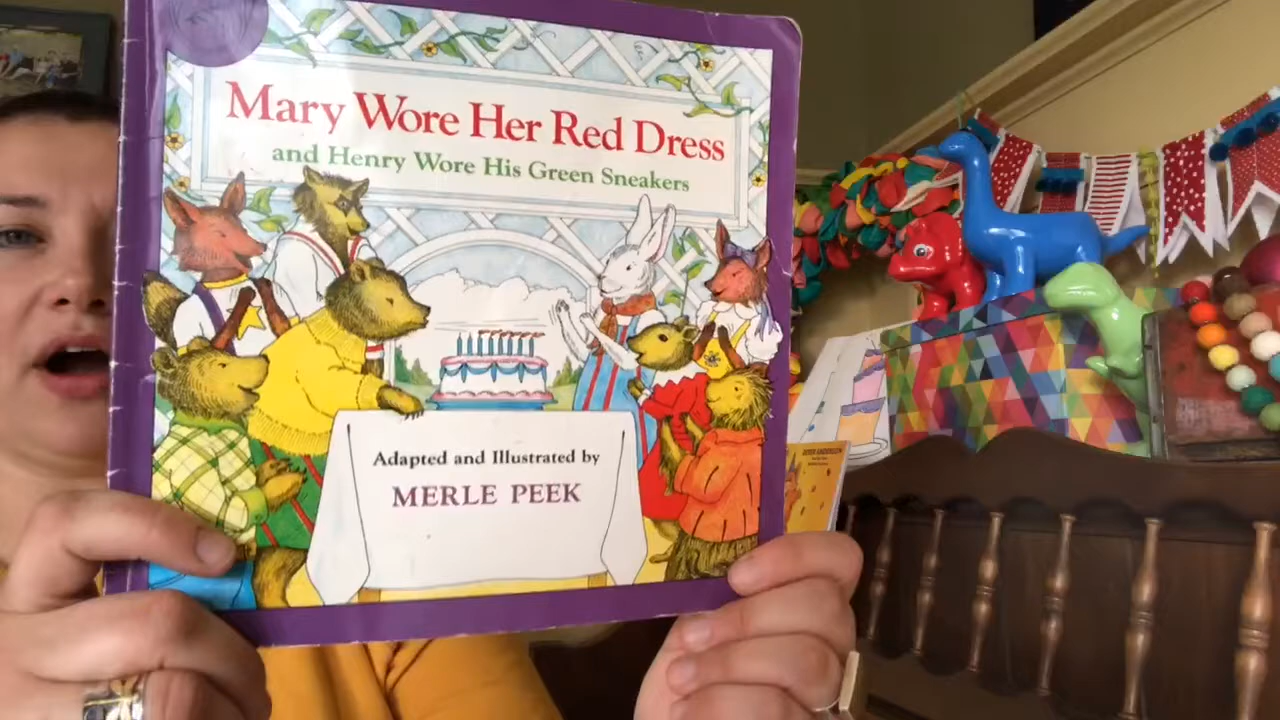 Mary Wore Her Red Dress
and Henry Wore His Green Sneakers
Adapted and Illustrated by
MERLE PEEK